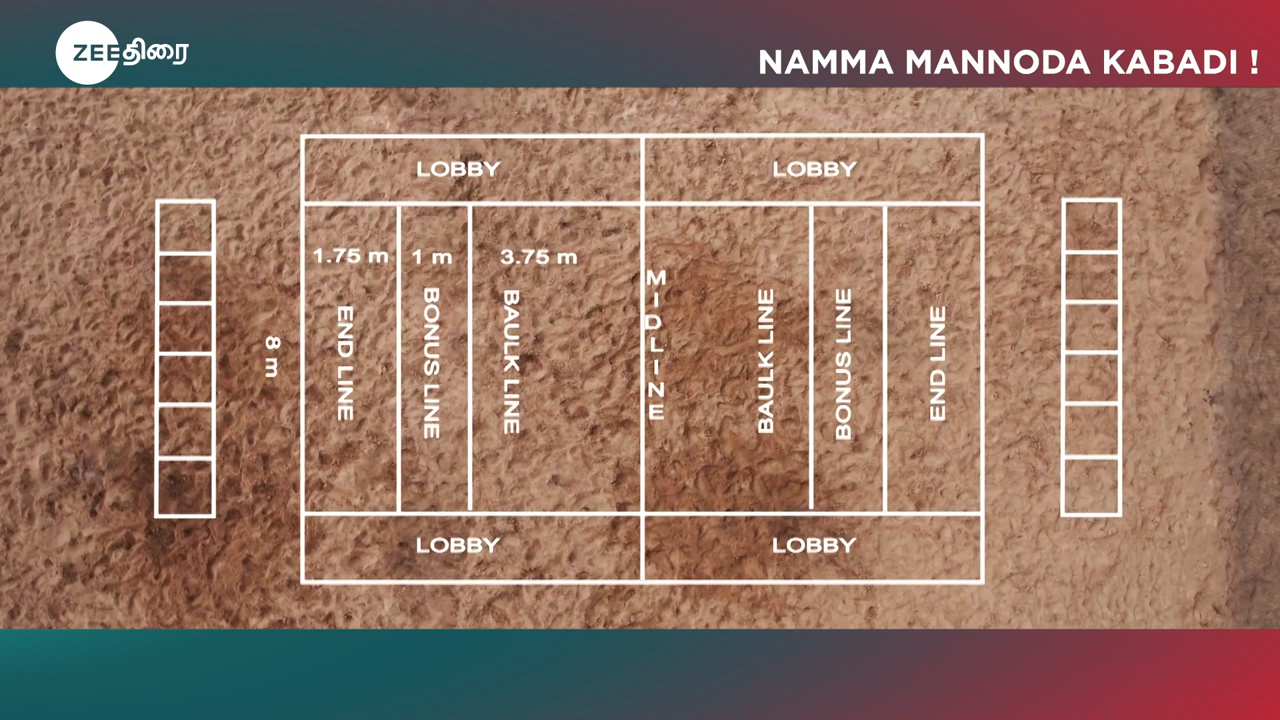 ZEEதிரை
NAMMA MANNODA KABADI !
LOBBY
LOBBY
1.75 m
1 m
3.75 m
8 m
END LINE
BONUS LINE
BAULK LINE
MIDLINE
BAULK LINE
BONUS LINE
END LINE
LOBBY
LOBBY